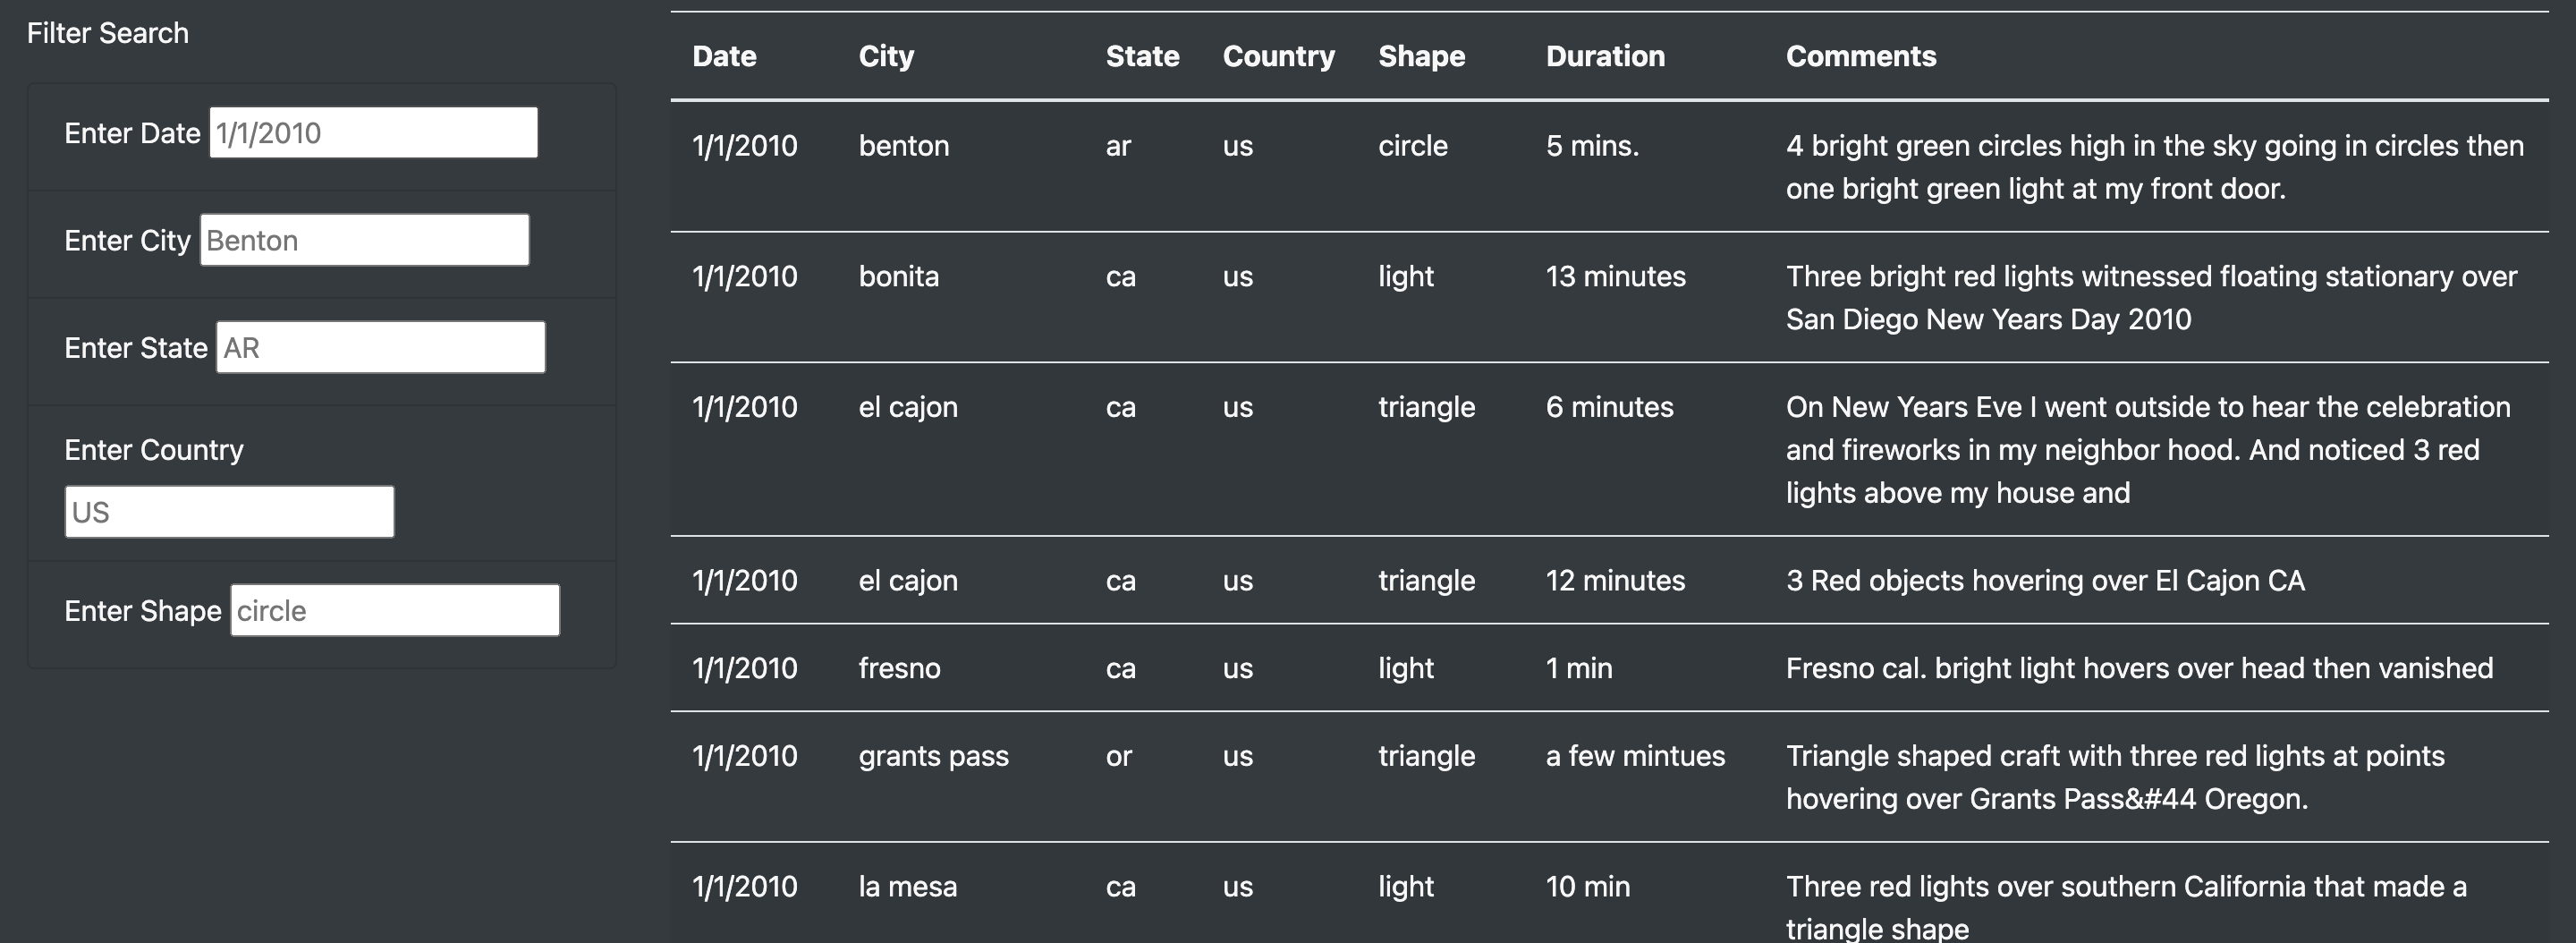 Filter Search
Enter Date 1/1/2010
Enter City Benton
Enter State AR
Enter Country
US
Enter Shape circle
Date City State Country Shape Duration Comments
1/1/2010 benton ar us circle 5 mins. 4 bright green circles high in the sky going in circles then
one bright green light at my front door.
1/1/2010 bonita ca us light 13 minutes Three bright red lights witnessed floating stationary over
San Diego New Years Day 2010
1/1/2010 el cajon ca us triangle 6 minutes On New Years Eve I went outside to hear the celebration
and fireworks in my neighbor hood. And noticed 3 red
lights above my house and
1/1/2010 el cajon ca us triangle 12 minutes 3 Red objects hovering over El Cajon CA
1/1/2010 fresno ca us light 1 min Fresno cal. bright light hovers over head then vanished
1/1/2010 grants pass or us triangle a few mintues Triangle shaped craft with three red lights at points
hovering over Grants Pass&#44 Oregon.
1/1/2010 la mesa ca us light 10 min Three red lights over southern California that made a
triangle shape